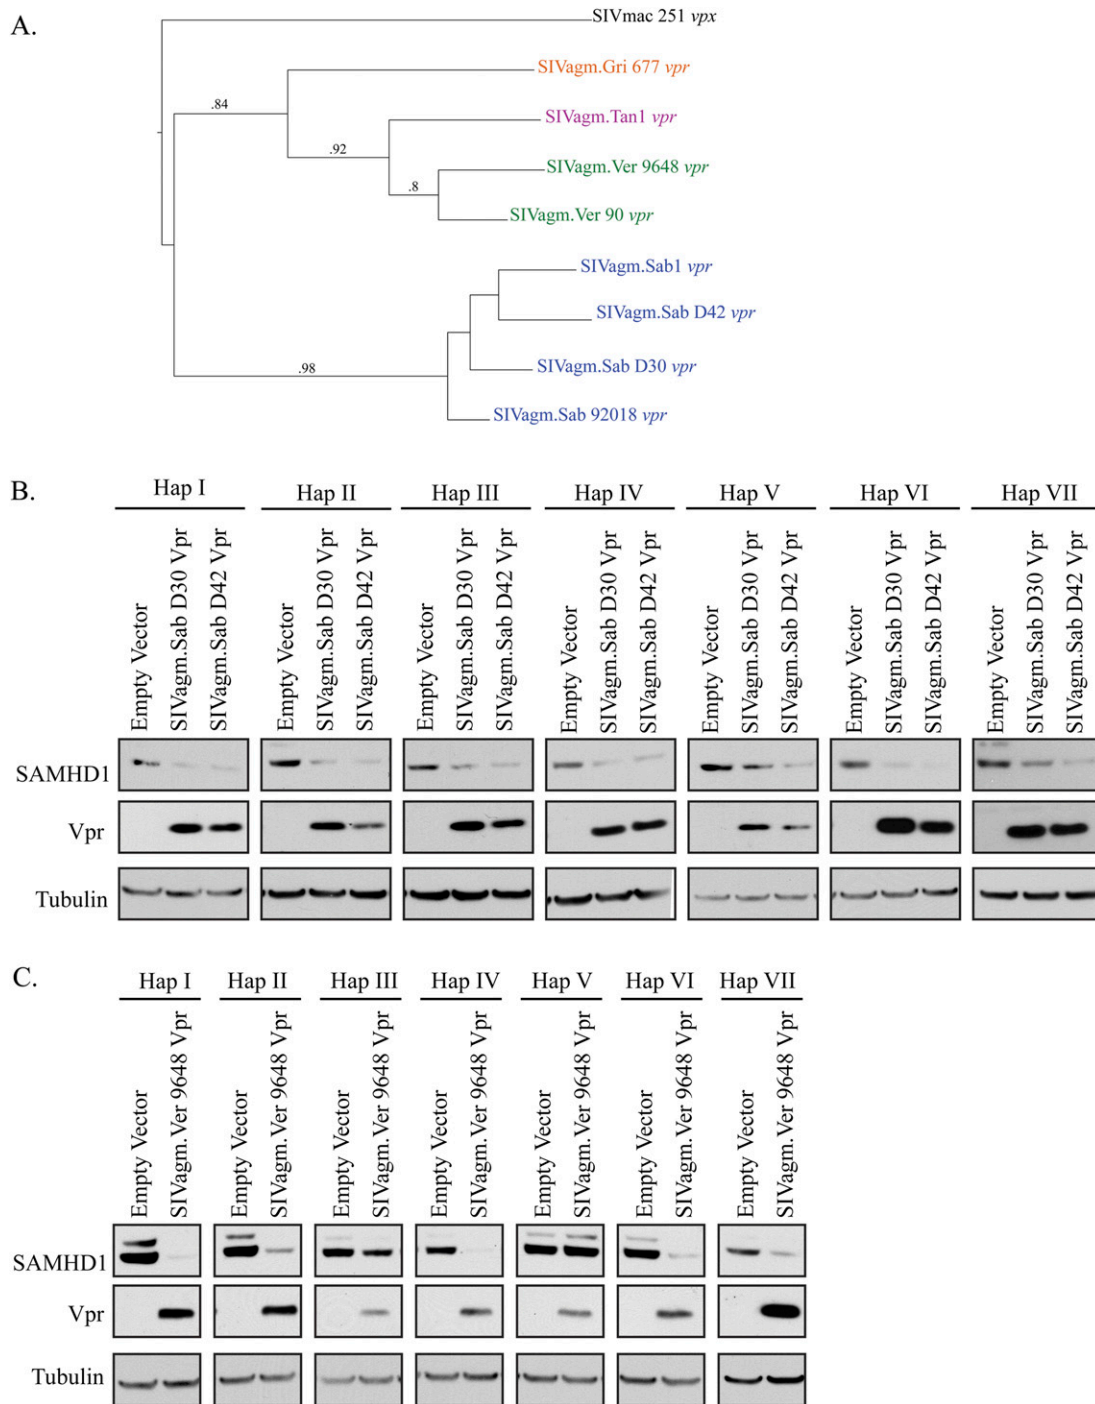 A.
SIVmac 251 vpx
SIVagm.Gri 677 vpr
.84
SIVagm.Tan1 vpr
.92
SIVagm.Ver 9648 vpr
.8
SIVagm.Ver 90 vpr
SIVagm.Sab1 vpr
SIVagm.Sab D42 vpr
SIVagm.Sab D30 vpr
.98
SIVagm.Sab 92018 vpr
B.
Hap I Hap II Hap III Hap IV Hap V Hap VI Hap VII
Empty Vector
SIVagm.Sab D30 Vpr
SIVagm.Sab D42 Vpr
Empty Vector
SIVagm.Sab D30 Vpr
SIVagm.Sab D42 Vpr
Empty Vector
SIVagm.Sab D30 Vpr
SIVagm.Sab D42 Vpr
Empty Vector
SIVagm.Sab D30 Vpr
SIVagm.Sab D42 Vpr
Empty Vector
SIVagm.Sab D30 Vpr
SIVagm.Sab D42 Vpr
Empty Vector
SIVagm.Sab D30 Vpr
SIVagm.Sab D42 Vpr
Empty Vector
SIVagm.Sab D30 Vpr
SIVagm.Sab D42 Vpr
SAMHD1
Vpr
Tubulin
C.
Hap I Hap II Hap III Hap IV Hap V Hap VI Hap VII
Empty Vector
SIVagm.Ver 9648 Vpr
Empty Vector
SIVagm.Ver 9648 Vpr
Empty Vector
SIVagm.Ver 9648 Vpr
Empty Vector
SIVagm.Ver 9648 Vpr
Empty Vector
SIVagm.Ver 9648 Vpr
Empty Vector
SIVagm.Ver 9648 Vpr
Empty Vector
SIVagm.Ver 9648 Vpr
SAMHD1
Vpr
Tubulin